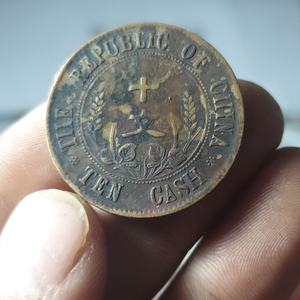 THE REPUBLIC OF CHINA
十
文
TEN CASH